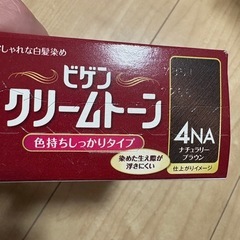 しゃれな白髪染め
ビゲン
クリームトーン
色持ちしっかりタイプ
染めた生え際が
浮きにくい
4NA
ナチュラリー
ブラウン
仕上がりイメージ